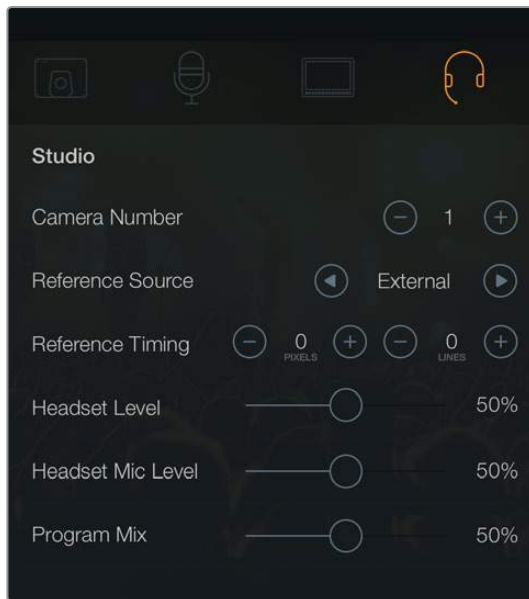 Studio
Camera Number 1
Reference Source External
Reference Timing 0 PIXELS 0 LINES
Headset Level 50%
Headset Mic Level 50%
Program Mix 50%